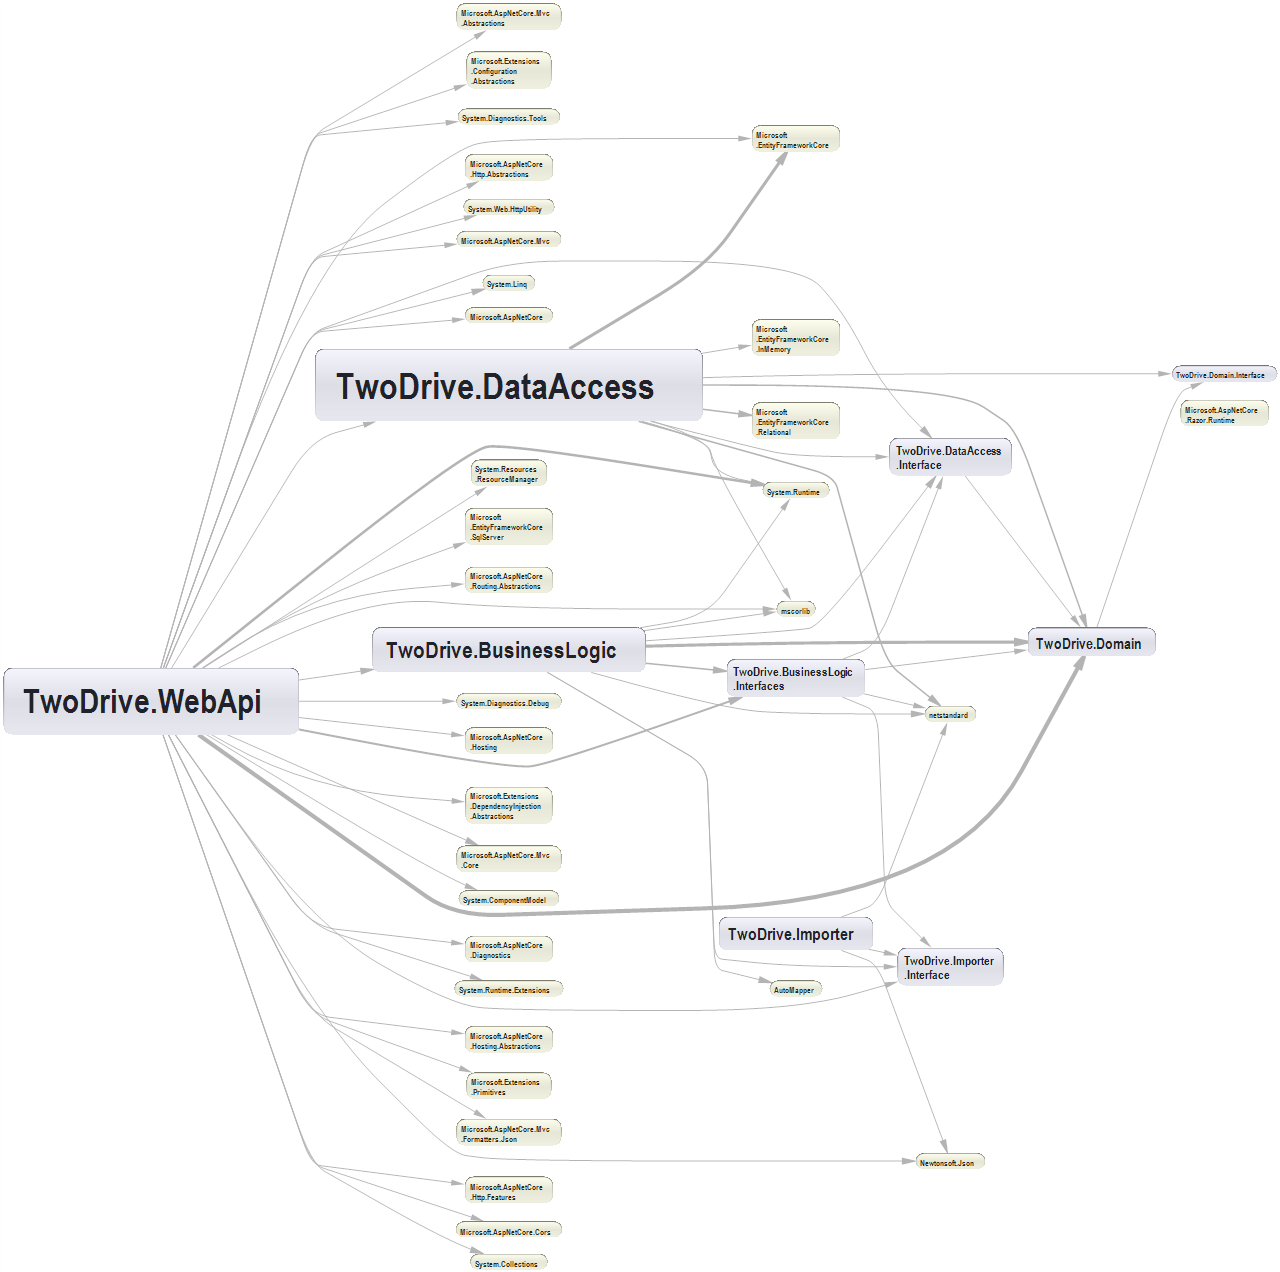 Microsoft.AspNetCore.Mvc
.Abstractions
Microsoft.Extensions
.Configuration
.Abstractions
System.Diagnostics.Tools
Microsoft
.EntityFrameworkCore
Microsoft.AspNetCore
.Http.Abstractions
System.Web.HttpUtility
Microsoft.AspNetCore.Mvc
System.Linq
Microsoft.AspNetCore
Microsoft
.EntityFrameworkCore
.InMemory
TwoDrive.DataAccess
TwoDrive.Domain.Interface
Microsoft.AspNetCore
.Razor.Runtime
Microsoft
.EntityFrameworkCore
.Relational
TwoDrive.DataAccess
.Interface
System.Resources
.ResourceManager
System.Runtime
Microsoft
.EntityFrameworkCore
.SqlServer
Microsoft.AspNetCore
.Routing.Abstractions
mscorlib
TwoDrive.BusinessLogic
TwoDrive.Domain
TwoDrive.BusinessLogic
.Interfaces
TwoDrive.WebApi
System.Diagnostics.Debug
netstandard
Microsoft.AspNetCore
.Hosting
Microsoft.Extensions
.DependencyInjection
.Abstractions
Microsoft.AspNetCore.Mvc
.Core
System.ComponentModel
TwoDrive.Importer
Microsoft.AspNetCore
.Diagnostics
TwoDrive.Importer
.Interface
System.Runtime.Extensions
AutoMapper
Microsoft.AspNetCore
.Hosting.Abstractions
Microsoft.Extensions
.Primitives
Microsoft.AspNetCore.Mvc
.Formatters.Json
Newtonsoft.Json
Microsoft.AspNetCore
.Http.Features
Microsoft.AspNetCore.Cors
System.Collections